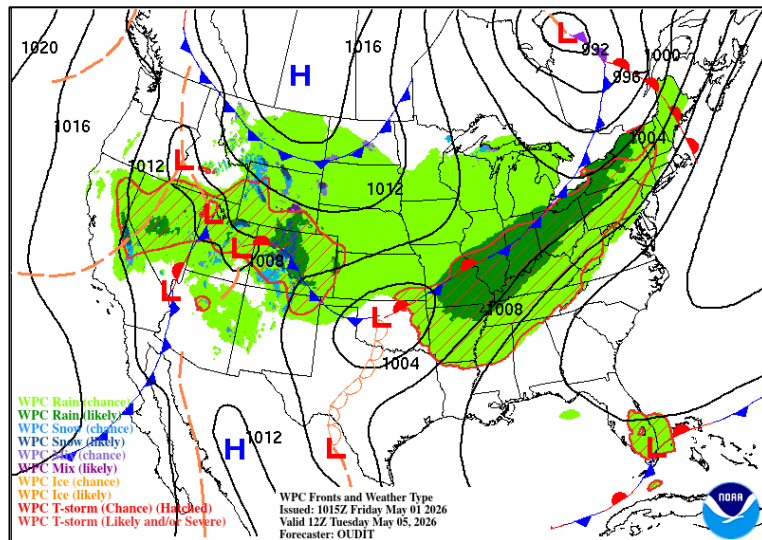 1020
1016
992
1000
996
1016
1004
1012
1012
H
L
L
L
L
L
1008
L
1008
L
1004
L
L
H
1012
WPC Rain (chance)
WPC Rain (likely)
WPC Snow (chance)
WPC Snow (likely)
WPC Mix (chance)
WPC Mix (likely)
WPC Ice (chance)
WPC Ice (likely)
WPC T-storm (Chance) (Hatched)
WPC T-storm (Likely and/or Severe)
WPC Fronts and Weather Type
Issued: 1015Z Friday May 01 2026
Valid 12Z Tuesday May 05, 2026
Forecaster: OUDIT
NOAA